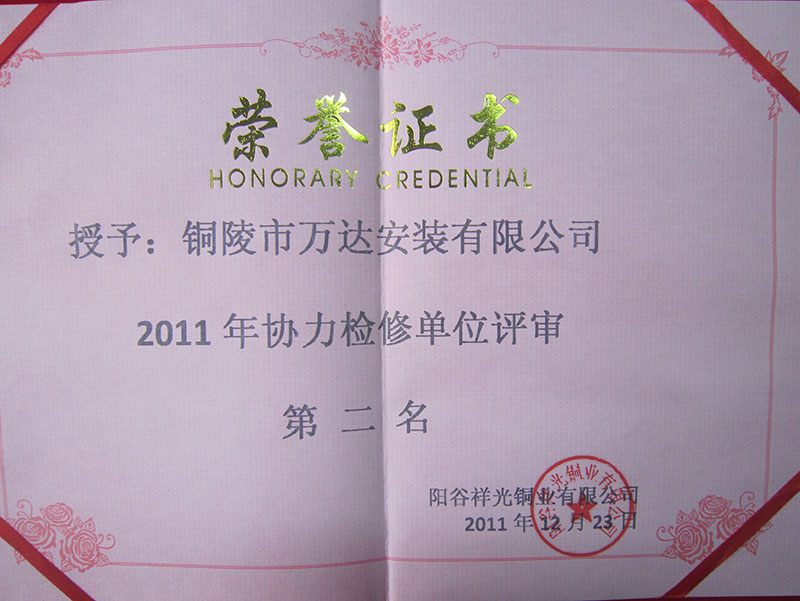 荣誉证书
HONORARY CREDENTIAL
授予：铜陵市万达安装有限公司
2011年协力检修单位评审
第二名
阳谷祥光铜业有限公司
2011年12月23日